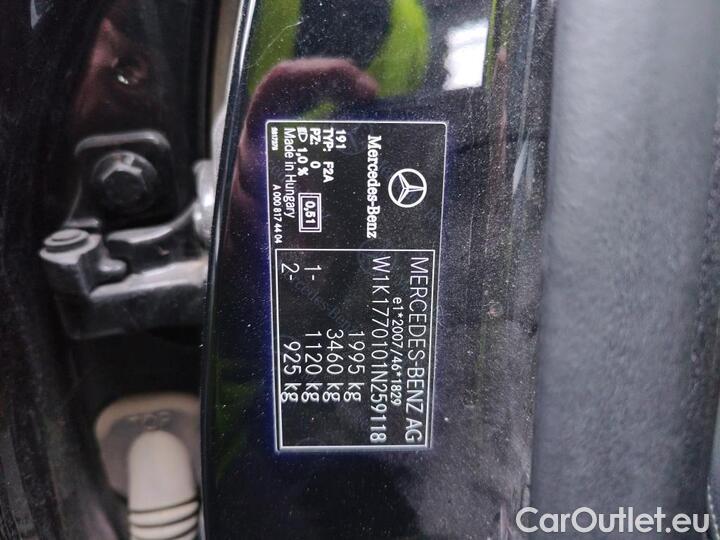 Mercedes-Benz
191
TYP: F2A
PZ: 0
1,0 %
0,51
Made in Hungary
A 000 817 44 04
MERCEDES-BENZ AG
e1*2007/46*1829
W1K1770101N259118
1995 kg
3460 kg
1- 1120 kg
2- 925 kg
TOP
CarOutlet.eu